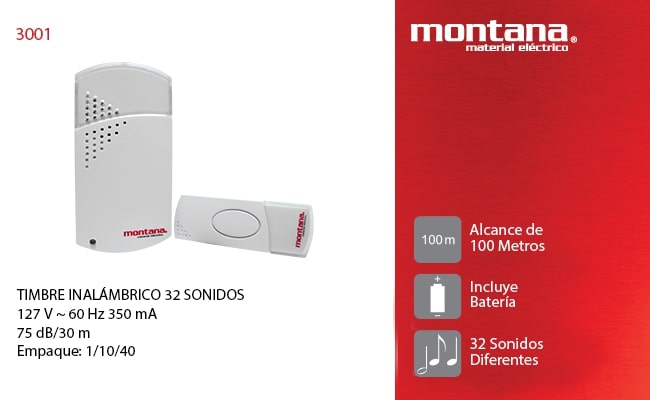 3001
montana®
material eléctrico
montana
montana
TIMBRE INALÁMBRICO 32 SONIDOS
127 V ~ 60 Hz 350 mA
75 dB/30 m
Empaque: 1/10/40
100 m
Alcance de
100 Metros
+
-
Incluye
Batería
32 Sonidos
Diferentes